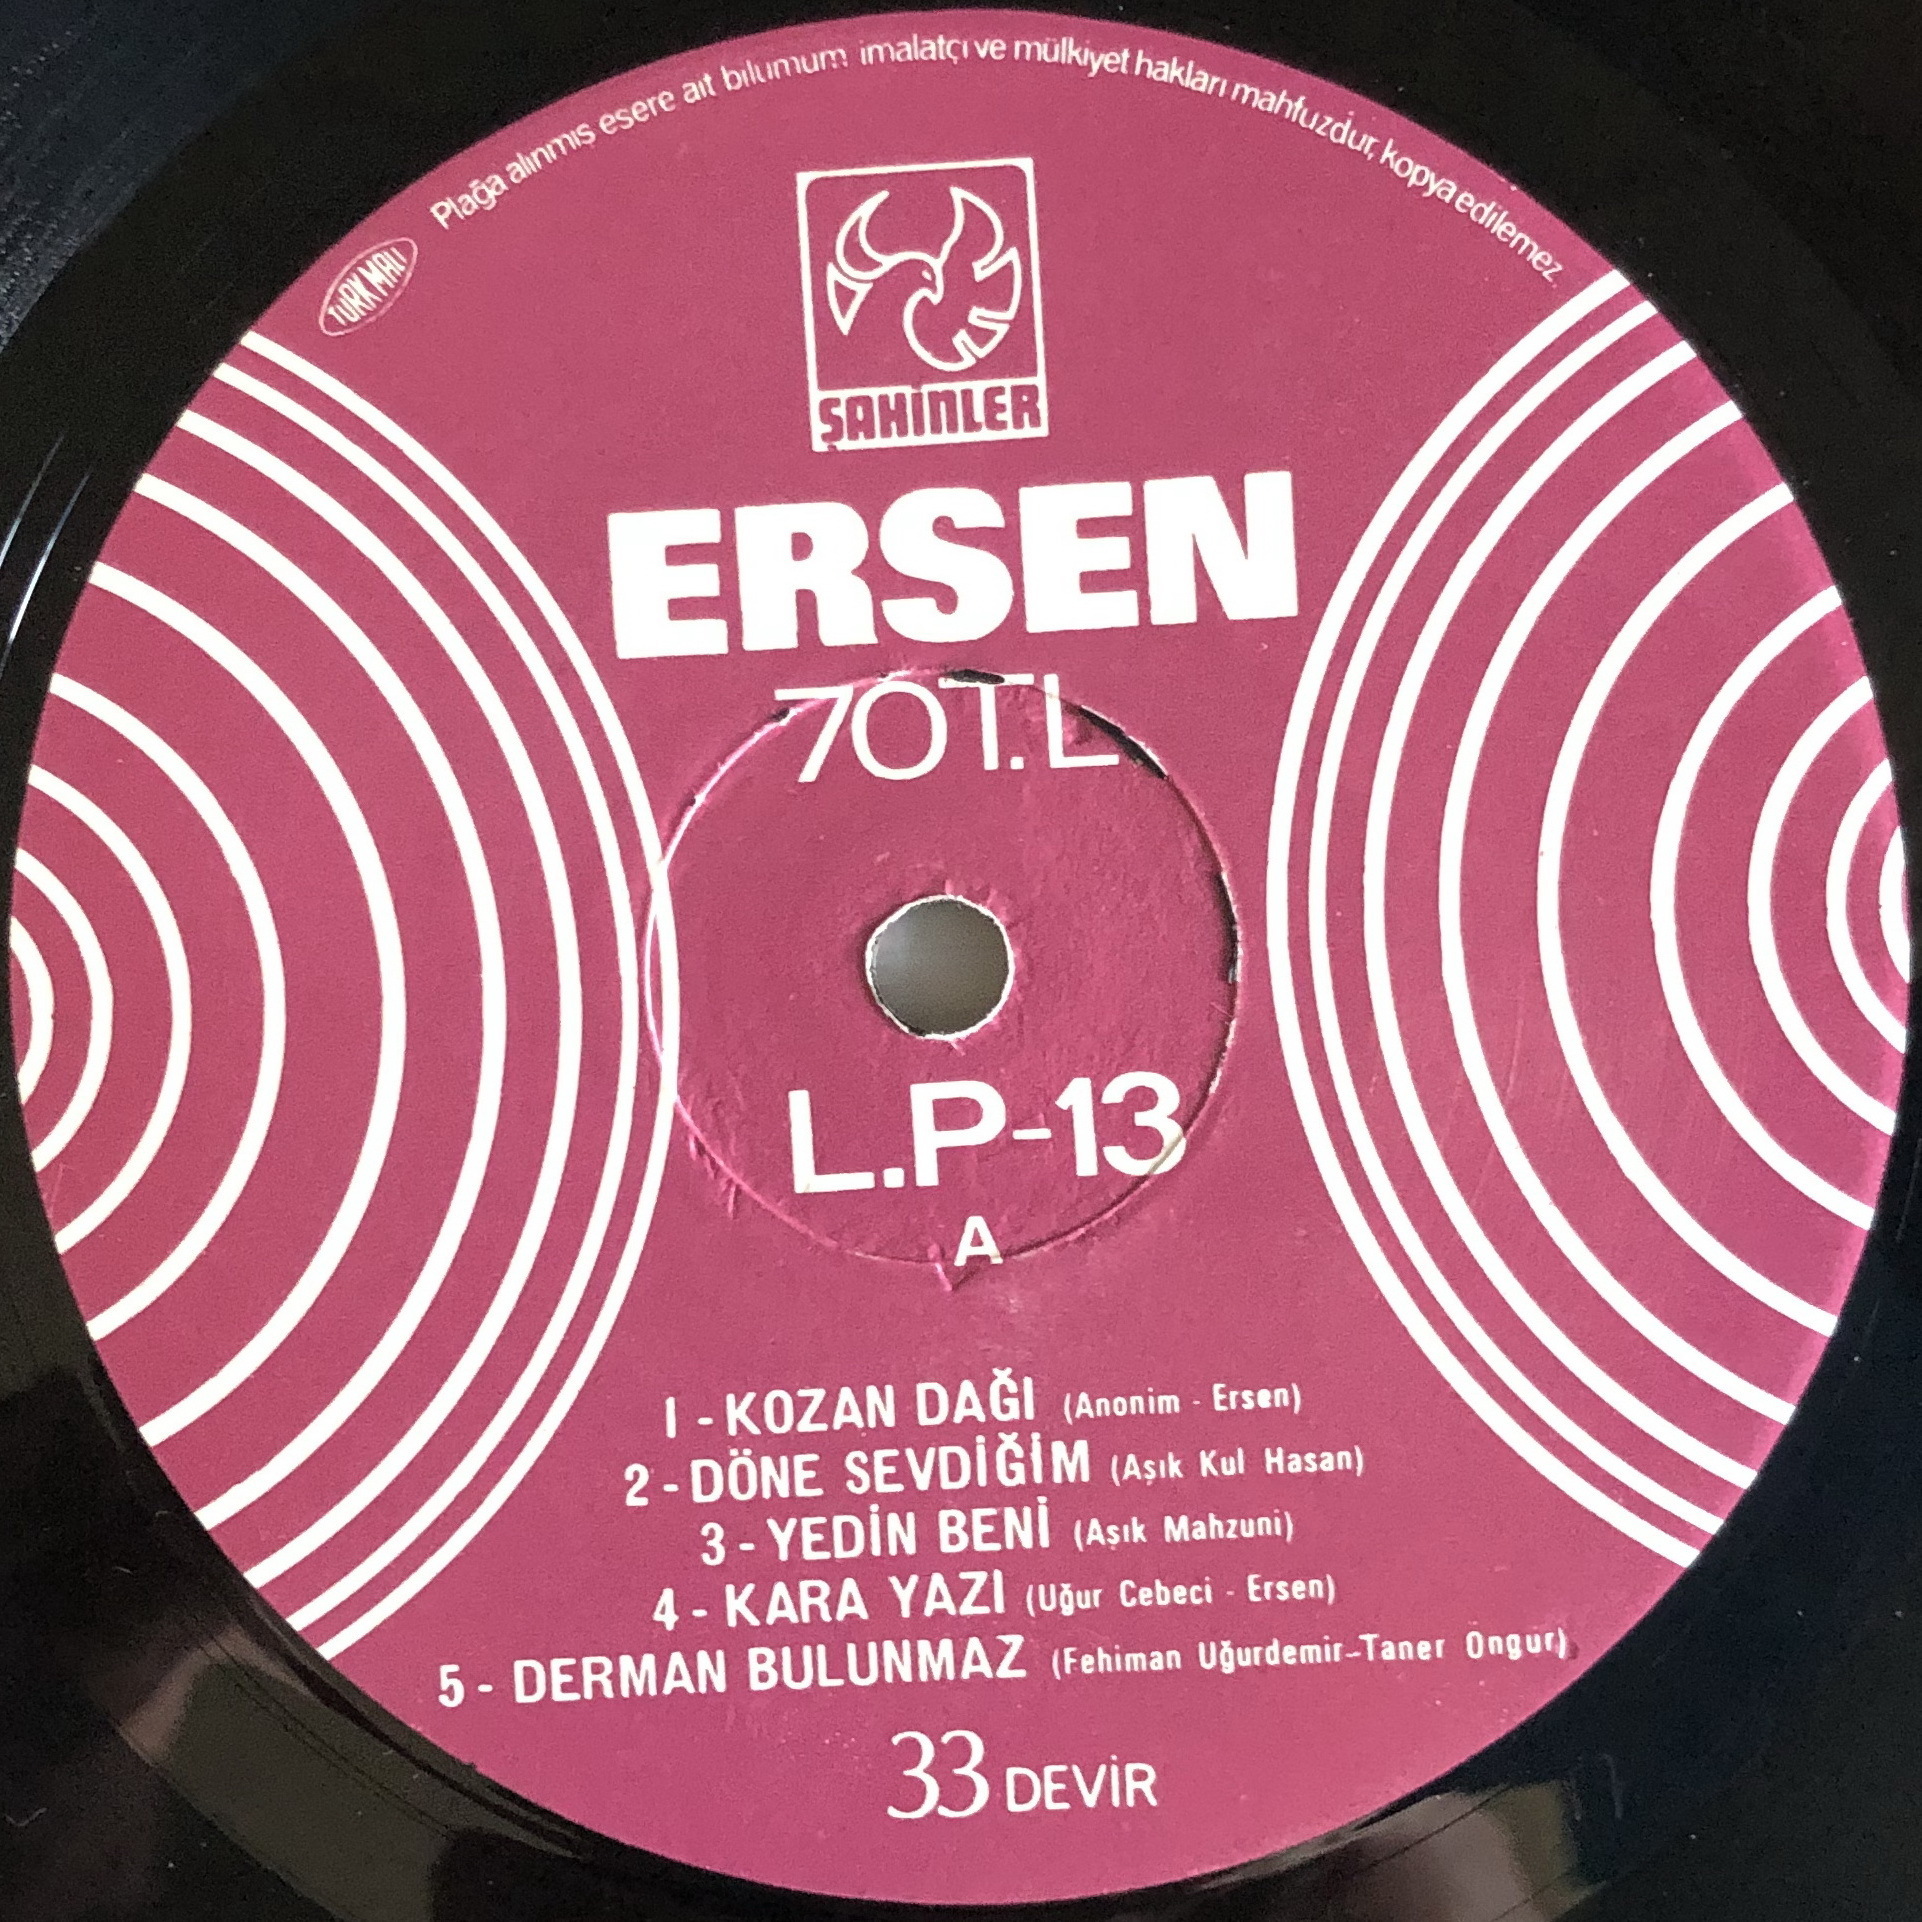 Plağa alınmış esere ait bilumum imalatçı ve mülkiyet hakları mahfuzdur, kopya edilemez.
TÜRK MALI
ŞAHİNLER
ERSEN
70 T.L
L.P-13
A
1 - KOZAN DAĞI (Anonim - Ersen)
2 - DÖNE SEVDİĞİM (Aşık Kul Hasan)
3 - YEDİN BENİ (Aşık Mahzuni)
4 - KARA YAZI (Uğur Cebeci - Ersen)
5 - DERMAN BULUNMAZ (Fehiman Uğurdemir-Taner Öngür)
33 DEVİR